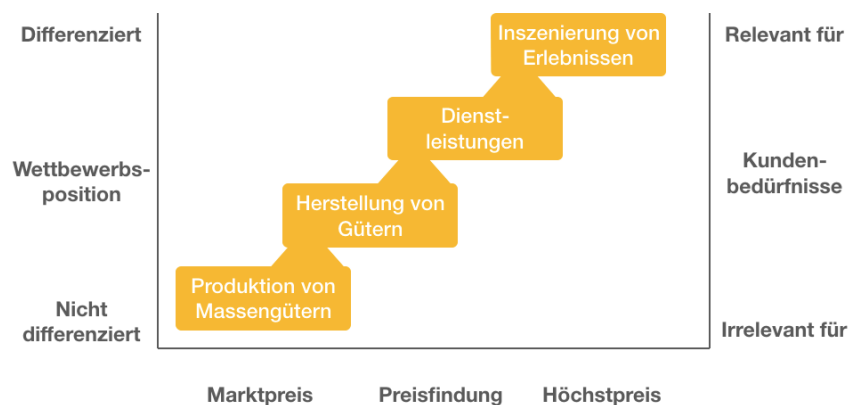 Differenziert
Inszenierung von
Erlebnissen
Relevant für
Dienst-
leistungen
Wettbewerbs-
position
Kunden-
bedürfnisse
Herstellung von
Gütern
Produktion von
Massengütern
Nicht
differenziert
Irrelevant für
Marktpreis
Preisfindung
Höchstpreis